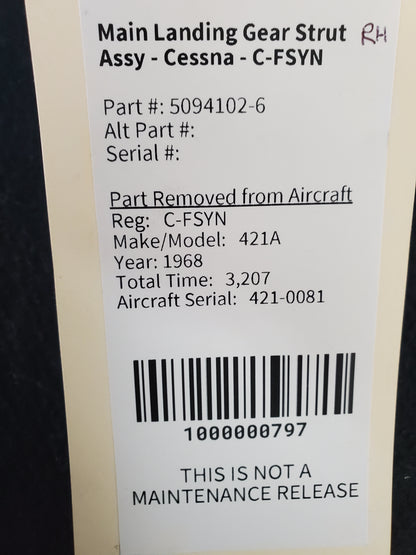 Main Landing Gear Strut RH
Assy - Cessna - C-FSYN
Part #: 5094102-6
Alt Part #:
Serial #:
Part Removed from Aircraft
Reg: C-FSYN
Make/Model: 421A
Year: 1968
Total Time: 3,207
Aircraft Serial: 421-0081
1000000797
THIS IS NOT A
MAINTENANCE RELEASE